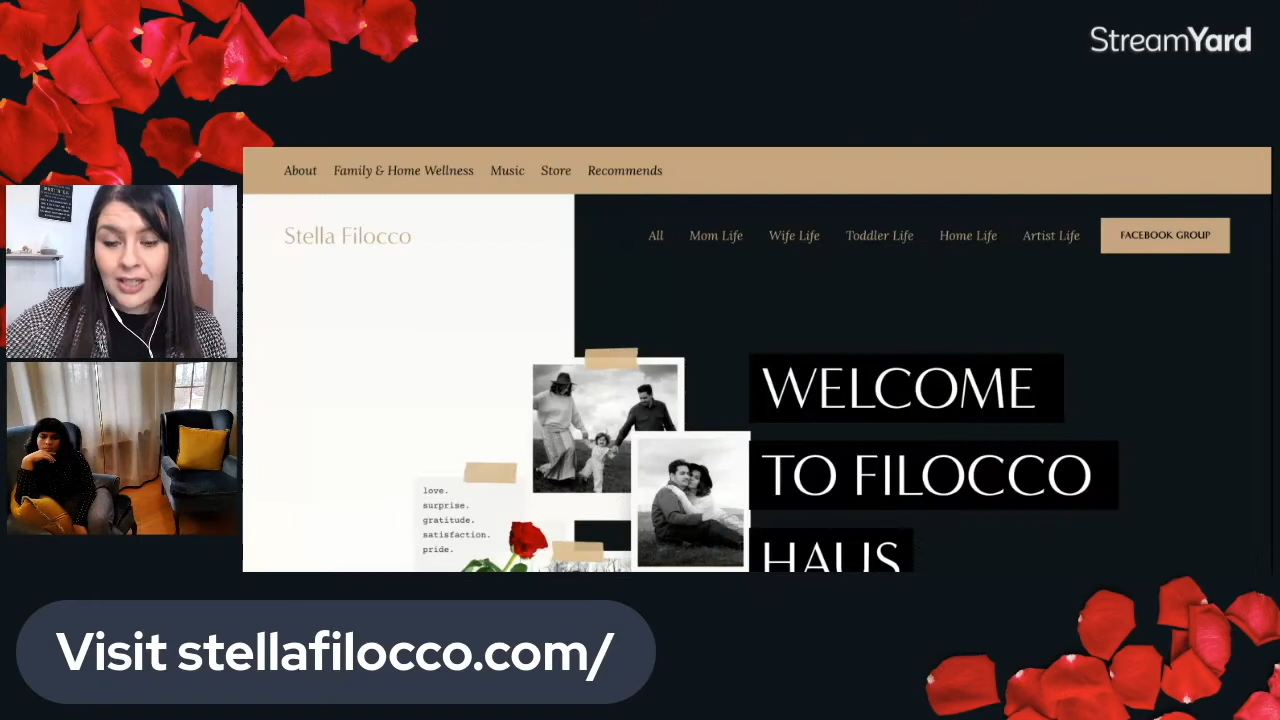 StreamYard
About Family & Home Wellness Music Store Recommends
Stella Filocco
All Mom Life Wife Life Toddler Life Home Life Artist Life FACEBOOK GROUP
WELCOME
TO FILOCCO
HAUS
love.
surprise.
gratitude.
satisfaction.
pride.
Visit stellafilocco.com/